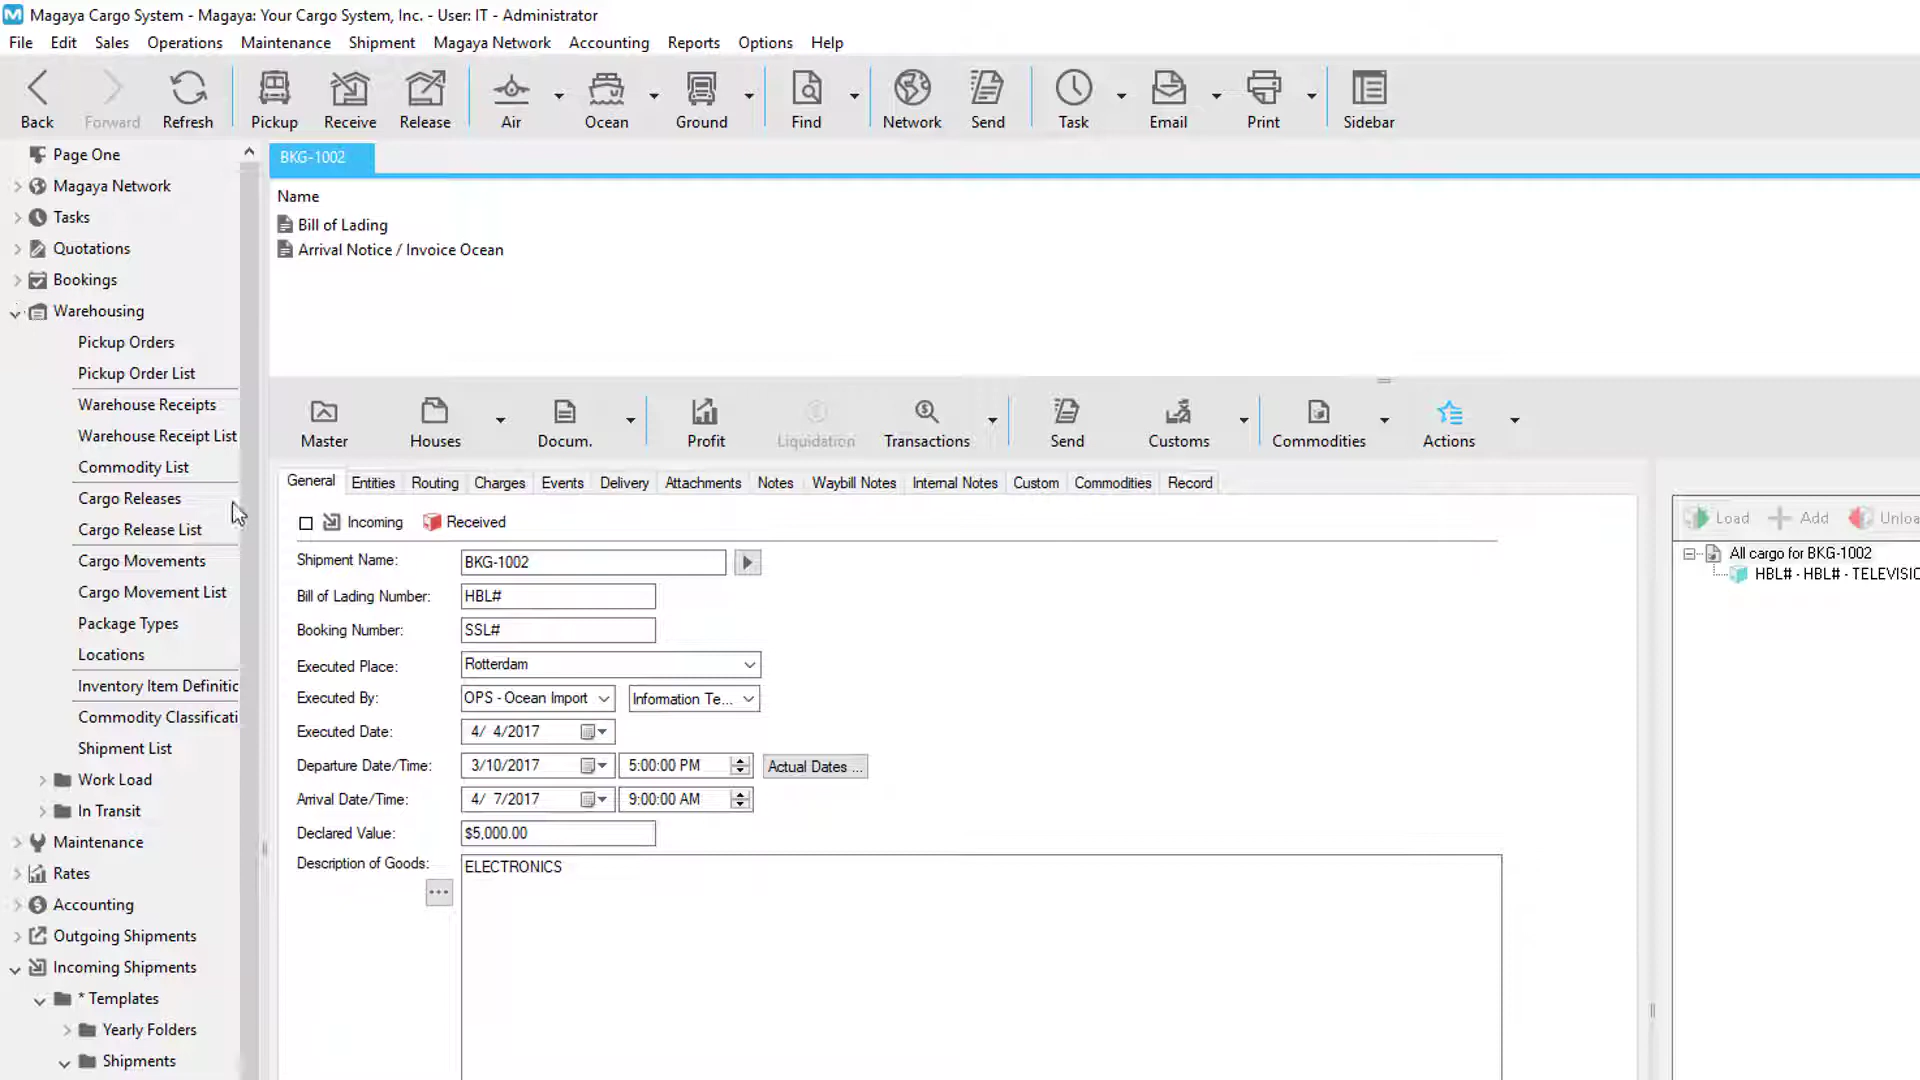 Magaya Cargo System - Magaya: Your Cargo System, Inc. - User: IT - Administrator
File Edit Sales Operations Maintenance Shipment Magaya Network Accounting Reports Options Help
Back Forward Refresh Pickup Receive Release Air Ocean Ground Find Network Send Task Email Print Sidebar
Page One
Magaya Network
Tasks
Quotations
Bookings
Warehousing
Pickup Orders
Pickup Order List
Warehouse Receipts
Warehouse Receipt List
Commodity List
Cargo Releases
Cargo Release List
Cargo Movements
Cargo Movement List
Package Types
Locations
Inventory Item Definitic
Commodity Classificati
Shipment List
Work Load
In Transit
Maintenance
Rates
Accounting
Outgoing Shipments
Incoming Shipments
* Templates
Yearly Folders
Shipments
BKG-1002
Name
Bill of Lading
Arrival Notice / Invoice Ocean
Master Houses Docum. Profit Liquidation Transactions Send Customs Commodities Actions
General Entities Routing Charges Events Delivery Attachments Notes Waybill Notes Internal Notes Custom Commodities Record
Incoming Received
Shipment Name: BKG-1002
Bill of Lading Number: HBL#
Booking Number: SSL#
Executed Place: Rotterdam
Executed By: OPS - Ocean Import Information Te...
Executed Date: 4/ 4/2017
Departure Date/Time: 3/10/2017 5:00:00 PM Actual Dates ...
Arrival Date/Time: 4/ 7/2017 9:00:00 AM
Declared Value: $5,000.00
Description of Goods: ELECTRONICS
...
Load Add Unloa
All cargo for BKG-1002
HBL# - HBL# - TELEVISIO